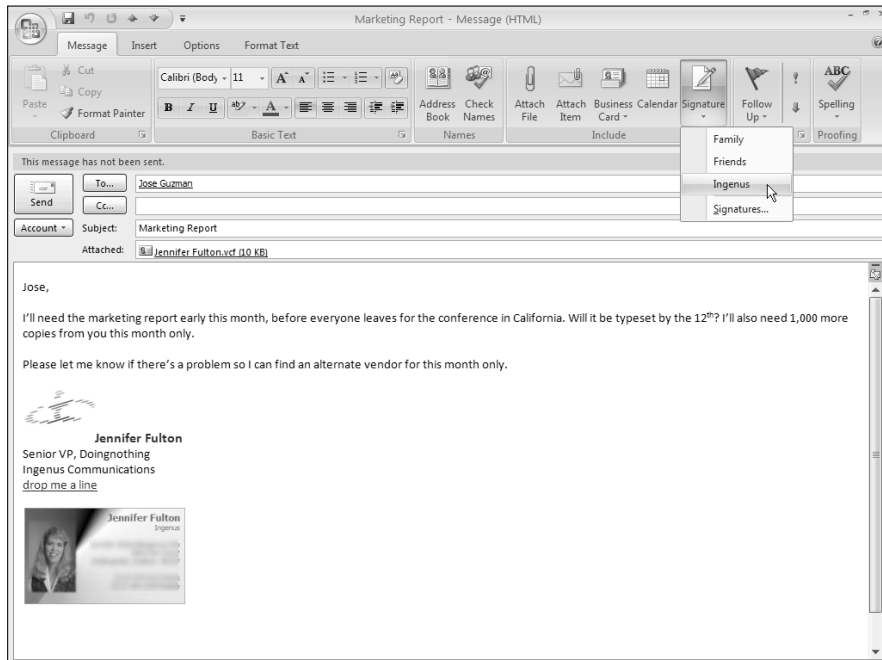 Marketing Report - Message (HTML)
Message Insert Options Format Text
Cut
Copy
Paste
Format Painter
Clipboard
Calibri (Body 11
B I U
Basic Text
Address Book
Check Names
Names
Attach File
Attach Item
Business Card
Calendar
Signature
Include
Follow Up
ABC
Spelling
Proofing
Family
Friends
Ingenus
Signatures...
This message has not been sent.
Send
To... Jose Guzman
Cc...
Account
Subject: Marketing Report
Attached: Jennifer Fulton.vcf (10 KB)
Jose,
I'll need the marketing report early this month, before everyone leaves for the conference in California. Will it be typeset by the 12th? I'll also need 1,000 more
copies from you this month only.
Please let me know if there's a problem so I can find an alternate vendor for this month only.
Jennifer Fulton
Senior VP, Doingnothing
Ingenus Communications
drop me a line
Jennifer Fulton
Ingenus